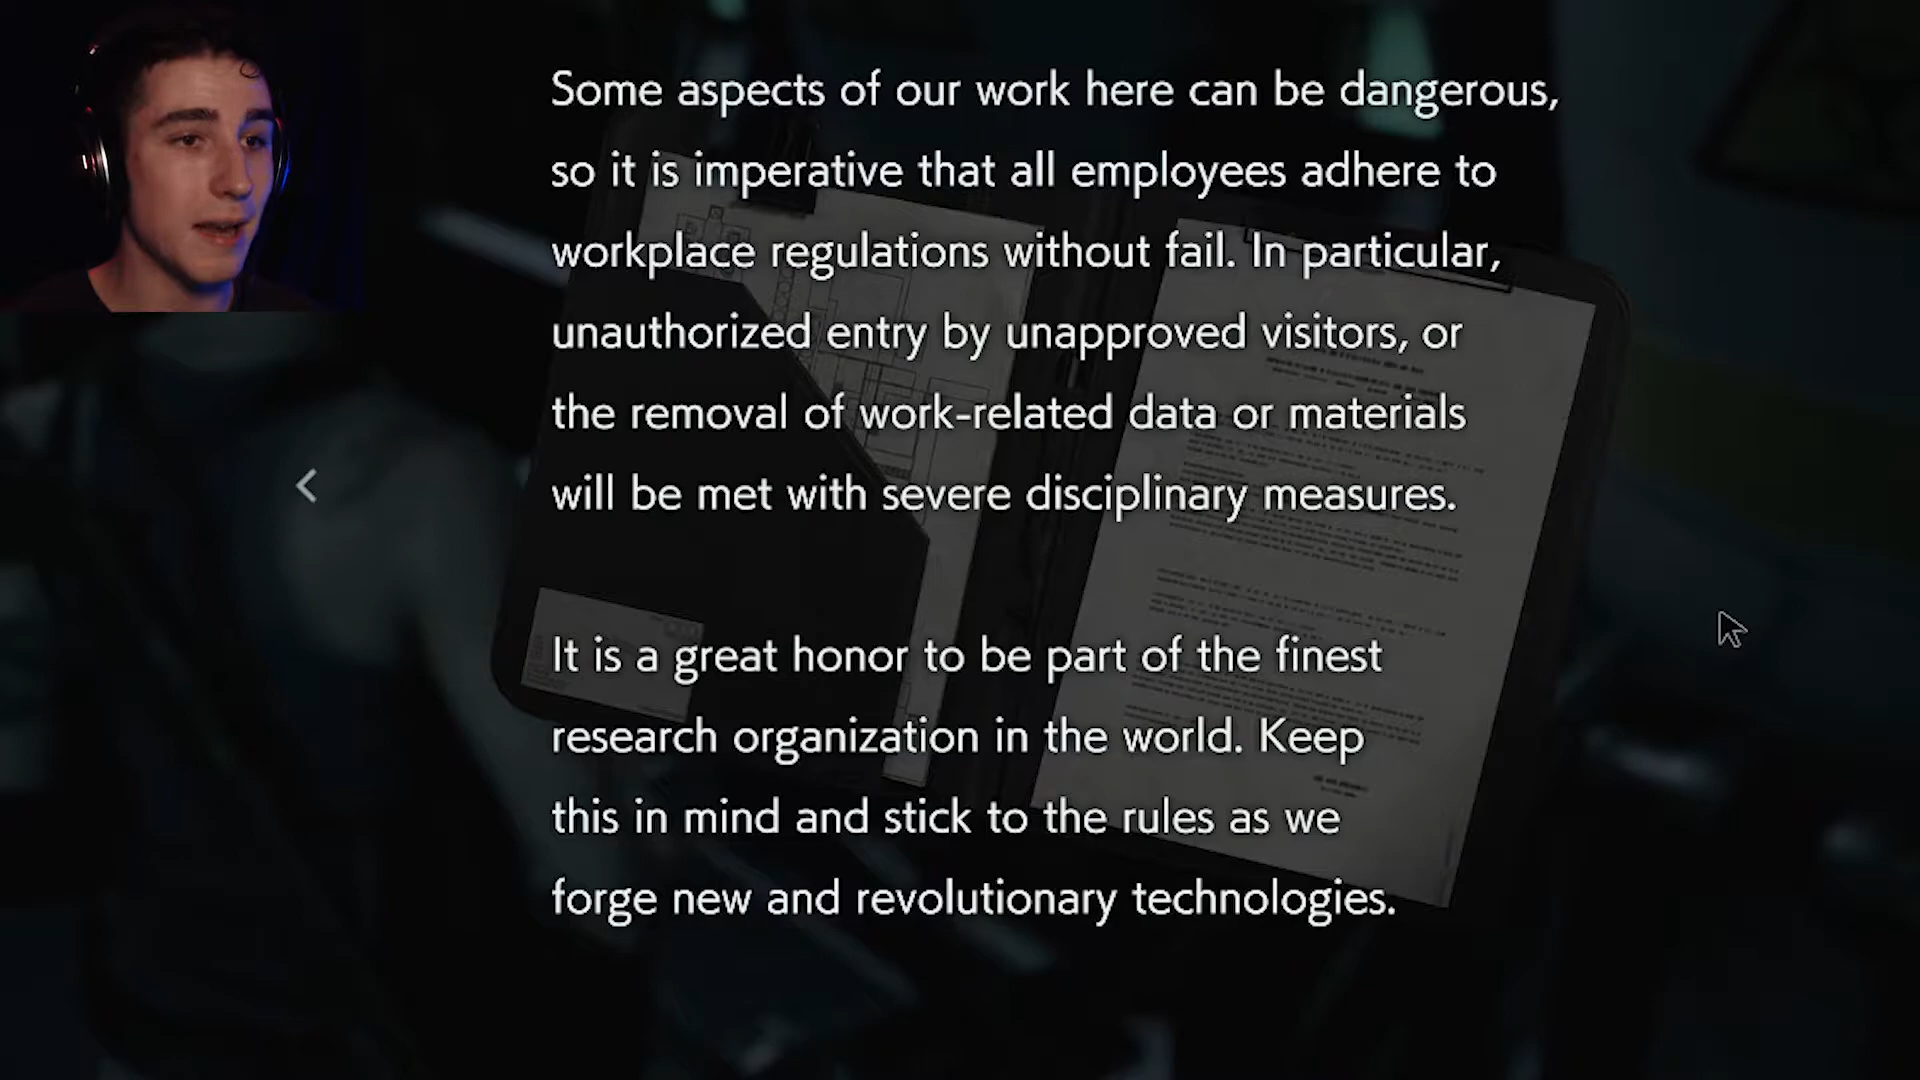 Some aspects of our work here can be dangerous,
so it is imperative that all employees adhere to
workplace regulations without fail. In particular,
unauthorized entry by unapproved visitors, or
the removal of work-related data or materials
will be met with severe disciplinary measures.
It is a great honor to be part of the finest
research organization in the world. Keep
this in mind and stick to the rules as we
forge new and revolutionary technologies.